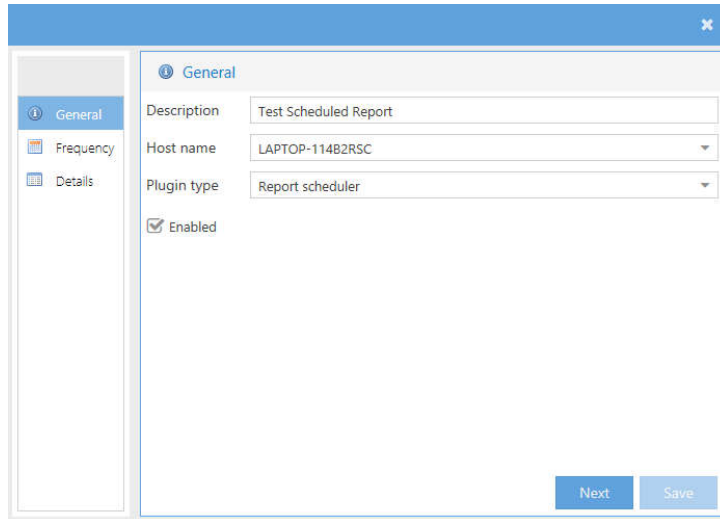 General
Frequency
Details
General
Description Test Scheduled Report
Host name LAPTOP-114B2RSC
Plugin type Report scheduler
Enabled
Next Save